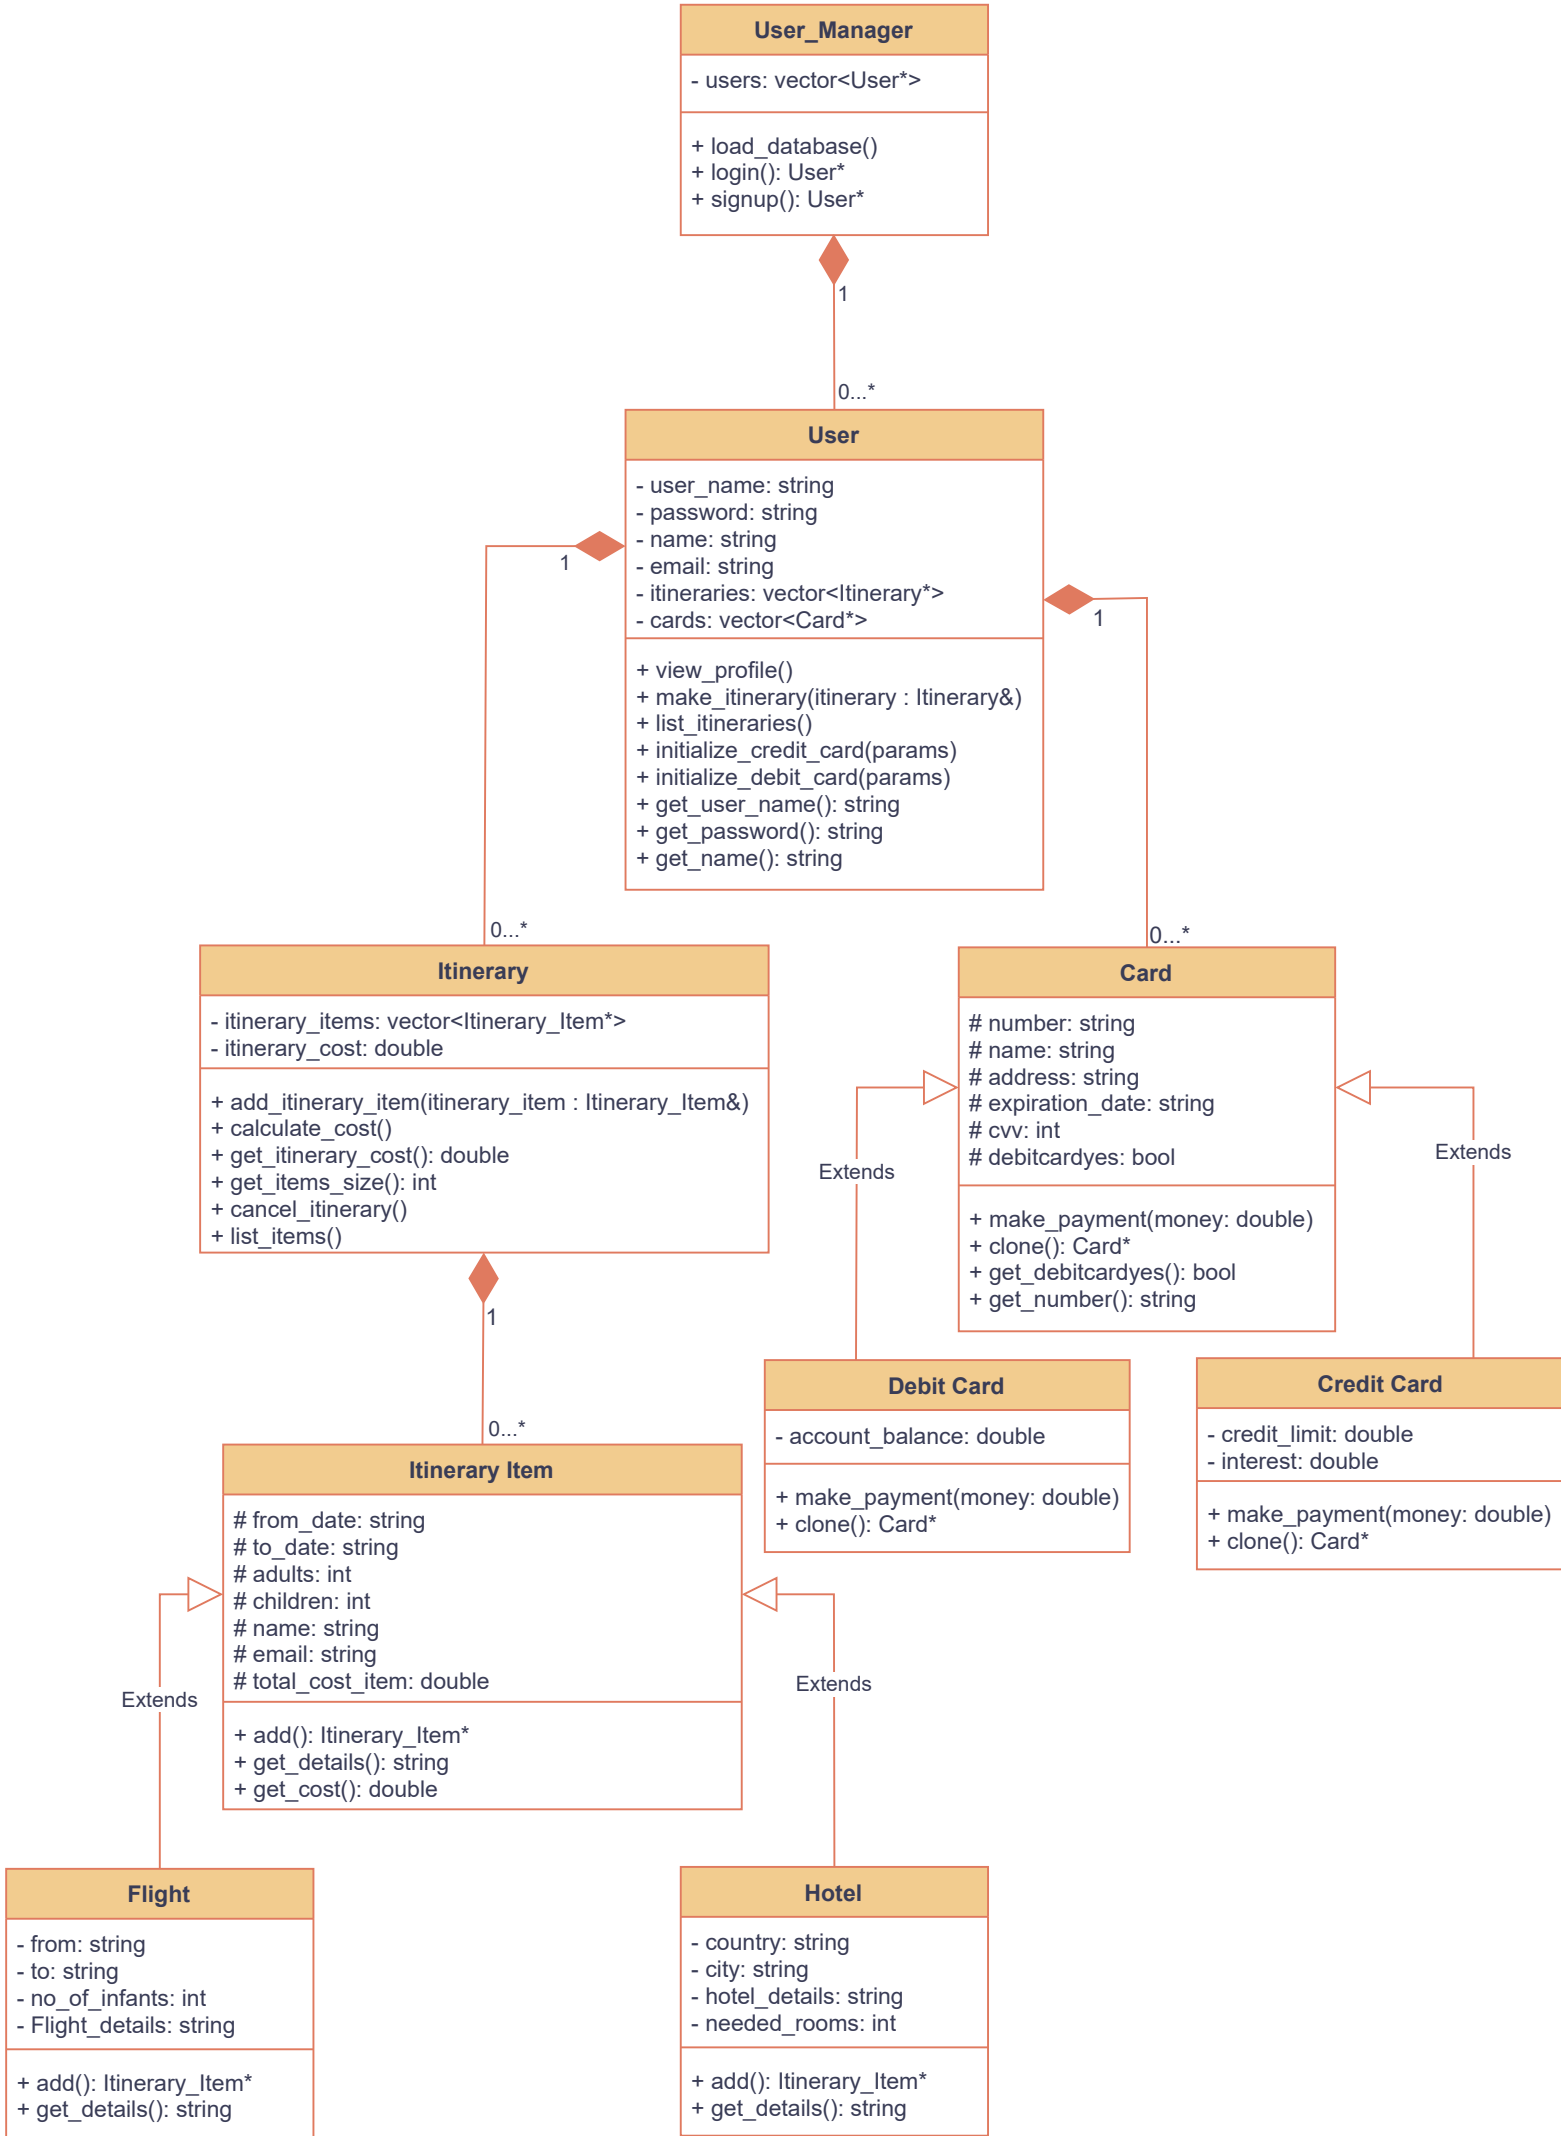 User_Manager
- users: vector<User*>
+ load_database()
+ login(): User*
+ signup(): User*
1
0...*
User
- user_name: string
- password: string
- name: string
- email: string
- itineraries: vector<Itinerary*>
- cards: vector<Card*>
+ view_profile()
+ make_itinerary(itinerary : Itinerary&)
+ list_itineraries()
+ initialize_credit_card(params)
+ initialize_debit_card(params)
+ get_user_name(): string
+ get_password(): string
+ get_name(): string
1
0...*
1
0...*
Itinerary
- itinerary_items: vector<Itinerary_Item*>
- itinerary_cost: double
+ add_itinerary_item(itinerary_item : Itinerary_Item&)
+ calculate_cost()
+ get_itinerary_cost(): double
+ get_items_size(): int
+ cancel_itinerary()
+ list_items()
1
0...*
Card
# number: string
# name: string
# address: string
# expiration_date: string
# cvv: int
# debitcardyes: bool
+ make_payment(money: double)
+ clone(): Card*
+ get_debitcardyes(): bool
+ get_number(): string
Extends
Extends
Debit Card
- account_balance: double
+ make_payment(money: double)
+ clone(): Card*
Credit Card
- credit_limit: double
- interest: double
+ make_payment(money: double)
+ clone(): Card*
Itinerary Item
# from_date: string
# to_date: string
# adults: int
# children: int
# name: string
# email: string
# total_cost_item: double
+ add(): Itinerary_Item*
+ get_details(): string
+ get_cost(): double
Extends
Extends
Flight
- from: string
- to: string
- no_of_infants: int
- Flight_details: string
+ add(): Itinerary_Item*
+ get_details(): string
Hotel
- country: string
- city: string
- hotel_details: string
- needed_rooms: int
+ add(): Itinerary_Item*
+ get_details(): string